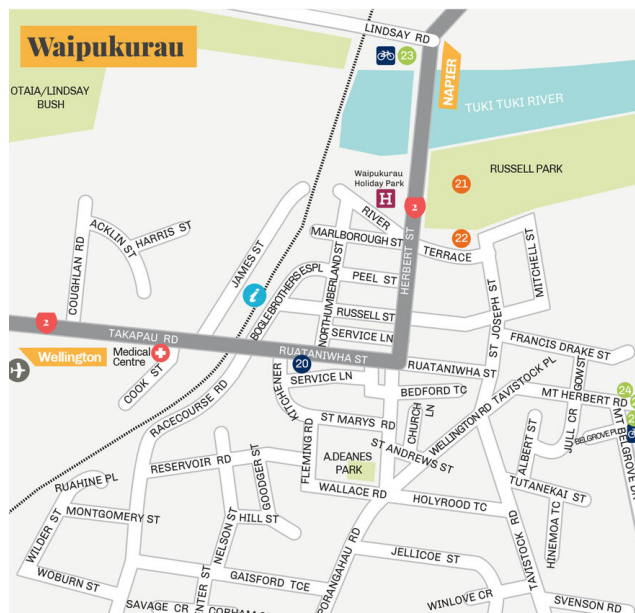 Waipukurau
LINDSAY RD
23
NAPIER
OTAIA/LINDSAY
BUSH
TUKI TUKI RIVER
Waipukurau
Holiday Park
H
RUSSELL PARK
21
2
22
RIVER
TERRACE
MARLBOROUGH ST
ACKLIN ST
HARRIS ST
COUGHLAN RD
JAMES ST
HERBERT ST
MITCHELL ST
PEEL ST
i
BOGLE BROTHERS ESPL
NORTHUMBERLAND ST
RUSSELL ST
ST JOSEPH ST
2
TAKAPAU RD
SERVICE LN
FRANCIS DRAKE ST
Wellington
Medical
Centre
RUATANIWHA ST
RUATANIWHA ST
20
SERVICE LN
COOK ST
KITCHENER
BEDFORD TC
TAVISTOCK PL
GOW ST
MT HERBERT RD
24
RACECOURSE RD
ST MARYS RD
CHURCH LN
WELLINGTON RD
JULL CR
BELGROVE PL
ALBERT ST
FLEMING RD
ST ANDREWS ST
A.DEANES
PARK
RESERVOIR RD
GOODGER ST
WALLACE RD
HOLYROOD TC
TUTANEKAI ST
RUAHINE PL
MONTGOMERY ST
HILL ST
NELSON ST
HINEMOA TC
TAVISTOCK RD
WILDER ST
PORANGAHAU RD
JELLICOE ST
WOBURN ST
GAISFORD TCE
WINLOVE CR
SVENSON RD
SAVAGE CR